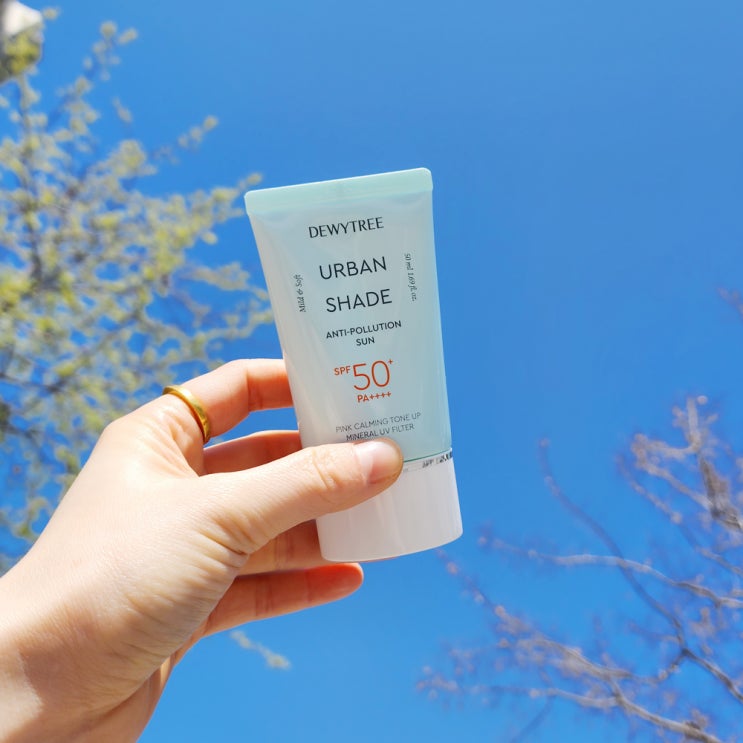 DEWYTREE
URBAN
SHADE
Mild & Soft
50 ml 1.69 fl. oz.
ANTI-POLLUTION
SUN
SPF 50+
PA++++
PINK CALMING TONE UP
MINERAL UV FILTER